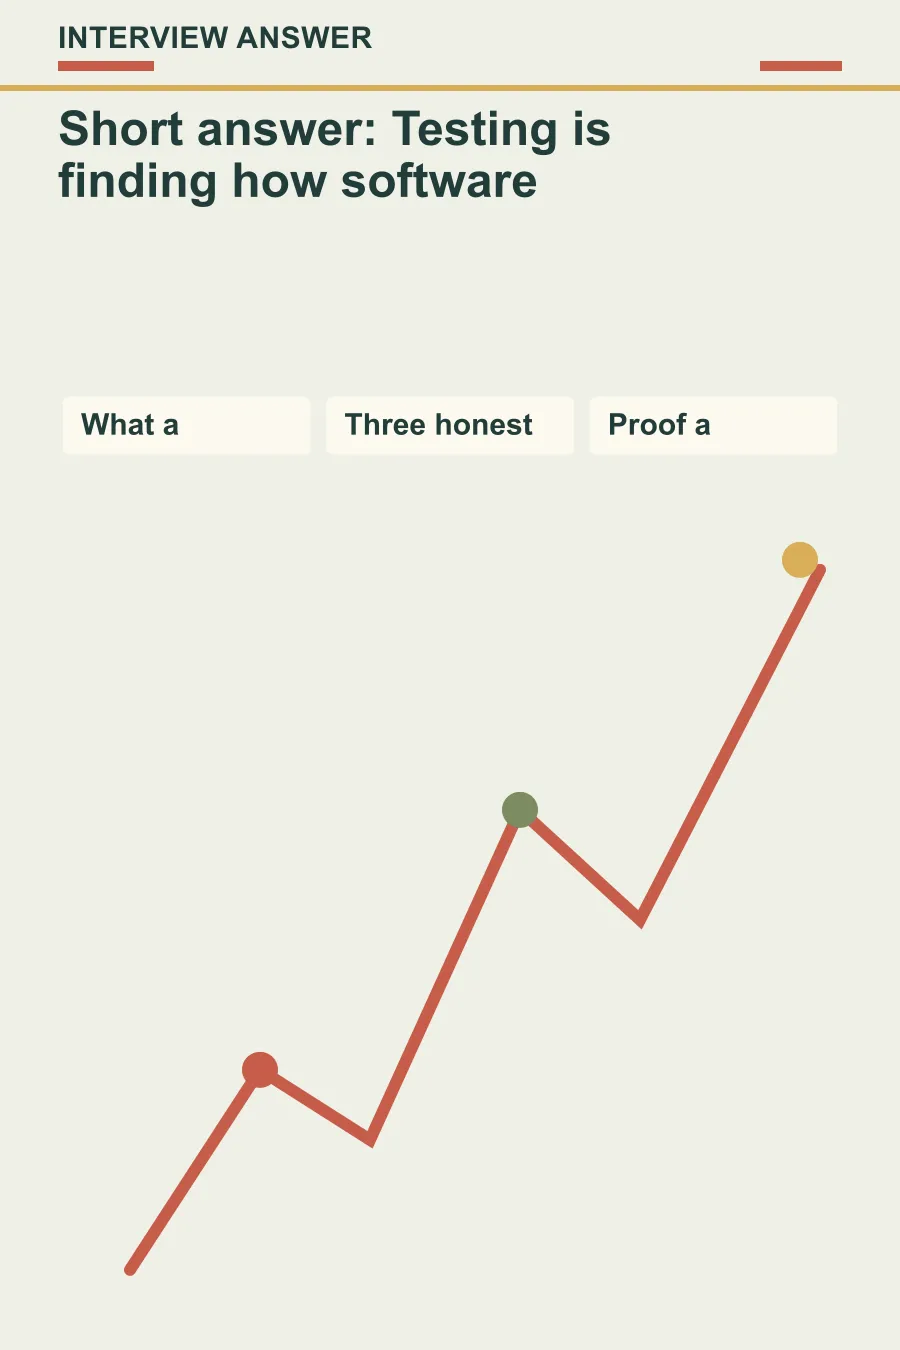 INTERVIEW ANSWER
Short answer: Testing is
finding how software
What a
Three honest
Proof a